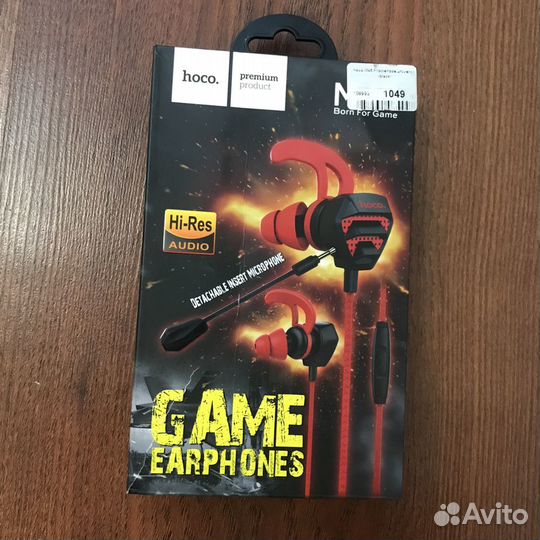 hoco.
premium
product
1049
Born For Game
hoco.
Hi-Res
AUDIO
DETACHABLE INSERT MICROPHONE
GAME
EARPHONES
Avito